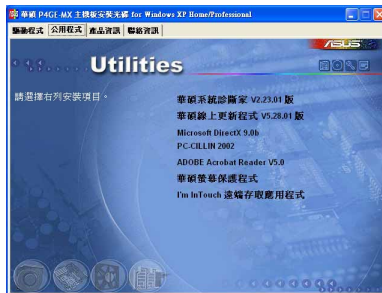 華碩 P4GE-MX 主機板安裝光碟 for Windows XP Home/Professional
驅動程式 公用程式 產品資訊 聯絡資訊
ASUS
Utilities
請選擇右列安裝項目。
華碩系統診斷家 V2.23.01 版
華碩線上更新程式 V5.28.01 版
Microsoft DirectX 9.0b
PC-CILLIN 2002
ADOBE Acrobat Reader V5.0
華碩螢幕保護程式
I'm InTouch 遠端存取應用程式